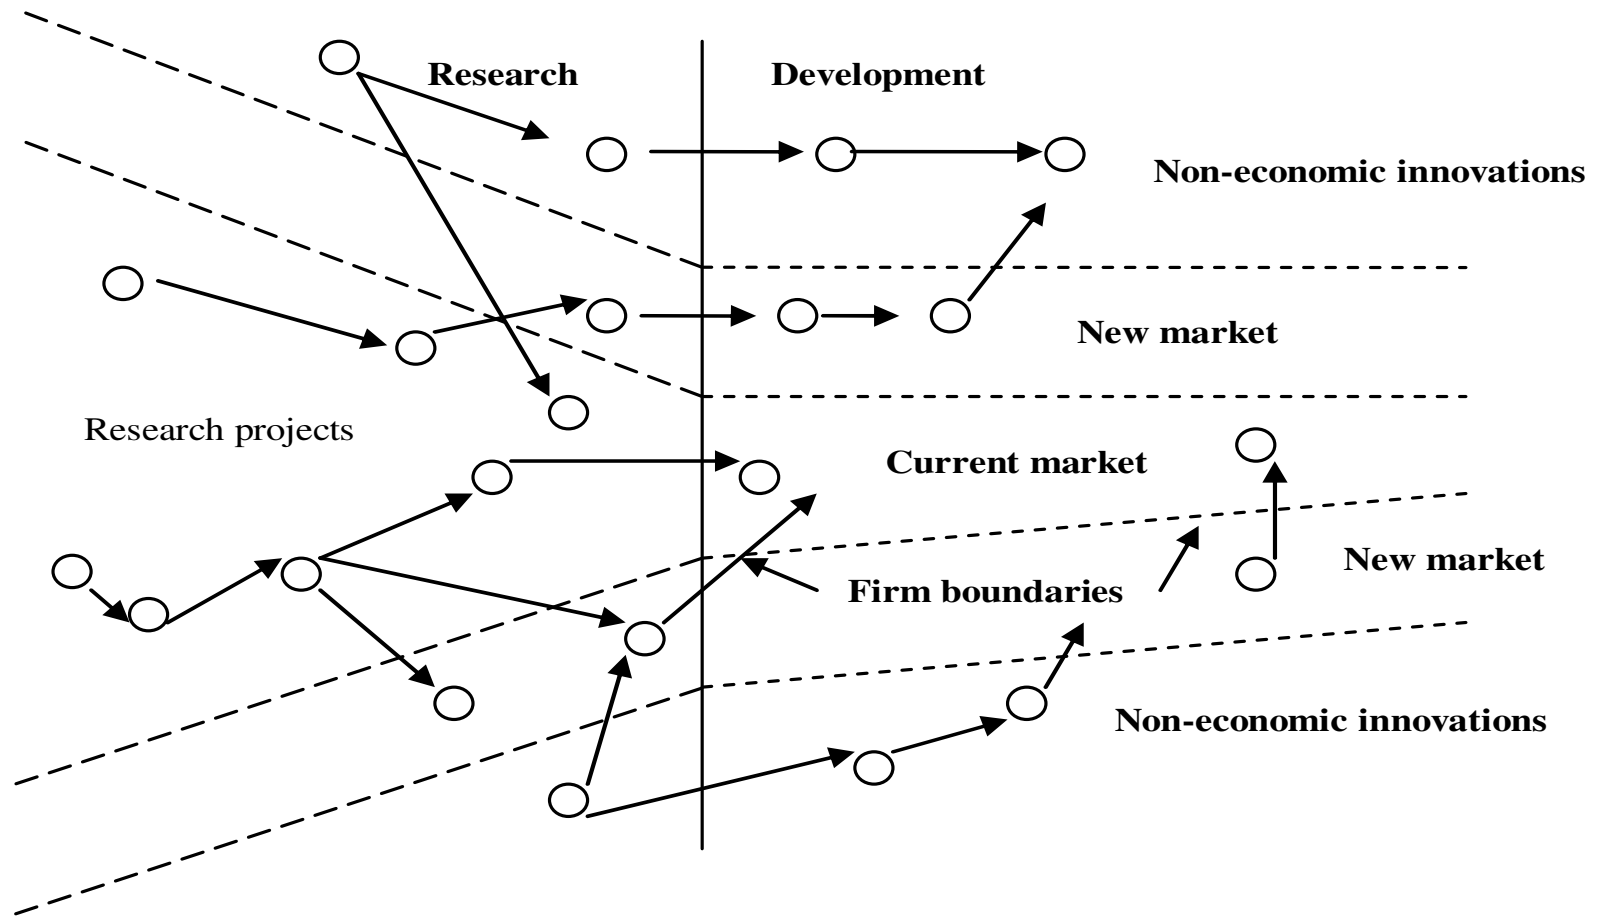 Research
Development
Non-economic innovations
New market
Research projects
Current market
New market
Firm boundaries
Non-economic innovations